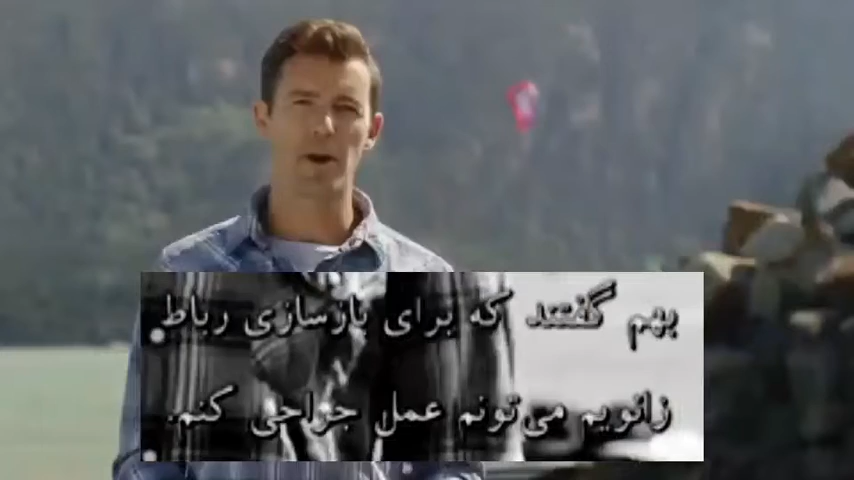 بهم گفتند که برای بازسازی رباط
زانویم می‌تونم عمل جراحی کنم.